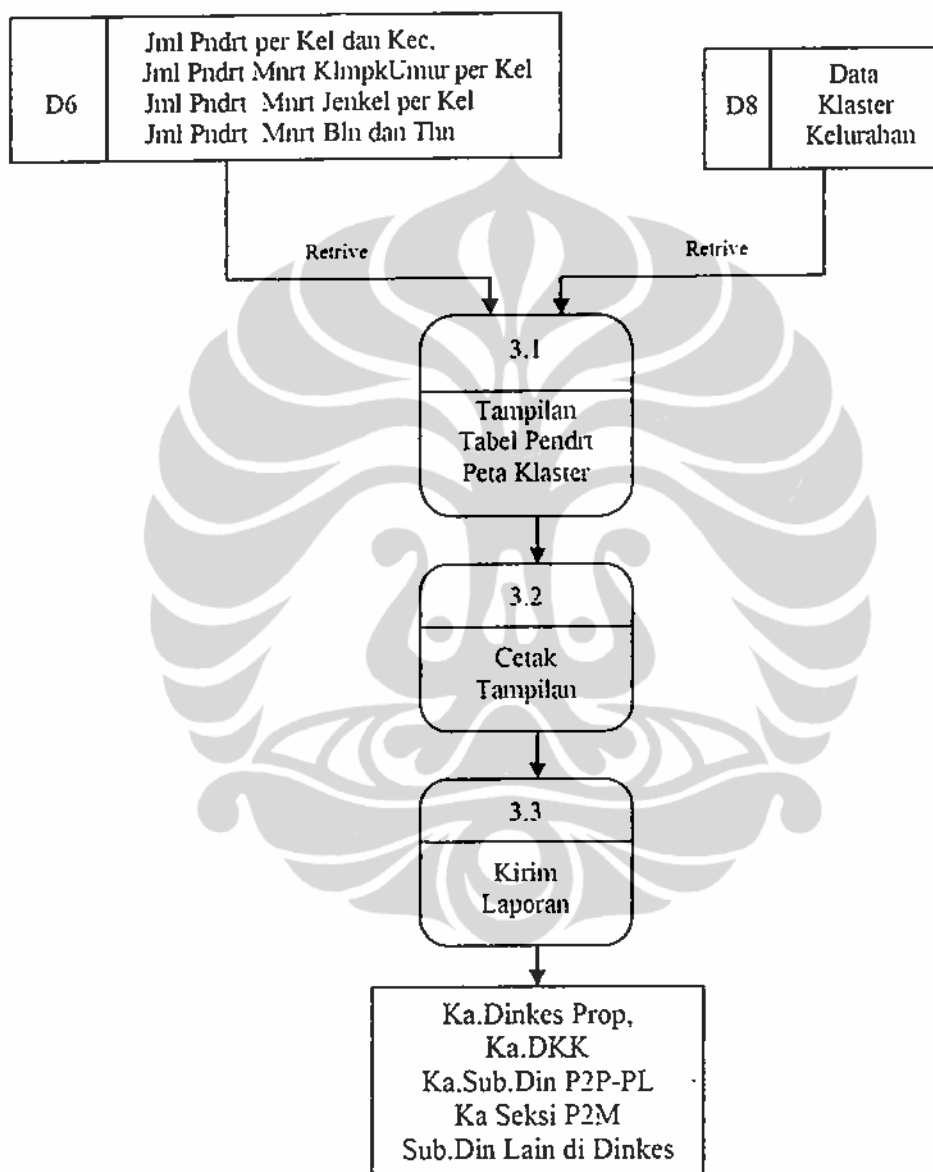 D6
Jml Pndrt per Kel dan Kec.
Jml Pndrt Mnrt KlmpkUmur per Kel
Jml Pndrt Mnrt Jenkel per Kel
Jml Pndrt Mnrt Bln dan Thn
D8
Data
Klaster
Kelurahan
Retrive
Retrive
3.1
Tampilan
Tabel Pendrt
Peta Klaster
3.2
Cetak
Tampilan
3.3
Kirim
Laporan
Ka.Dinkes Prop,
Ka.DKK
Ka.Sub.Din P2P-PL
Ka Seksi P2M
Sub.Din Lain di Dinkes